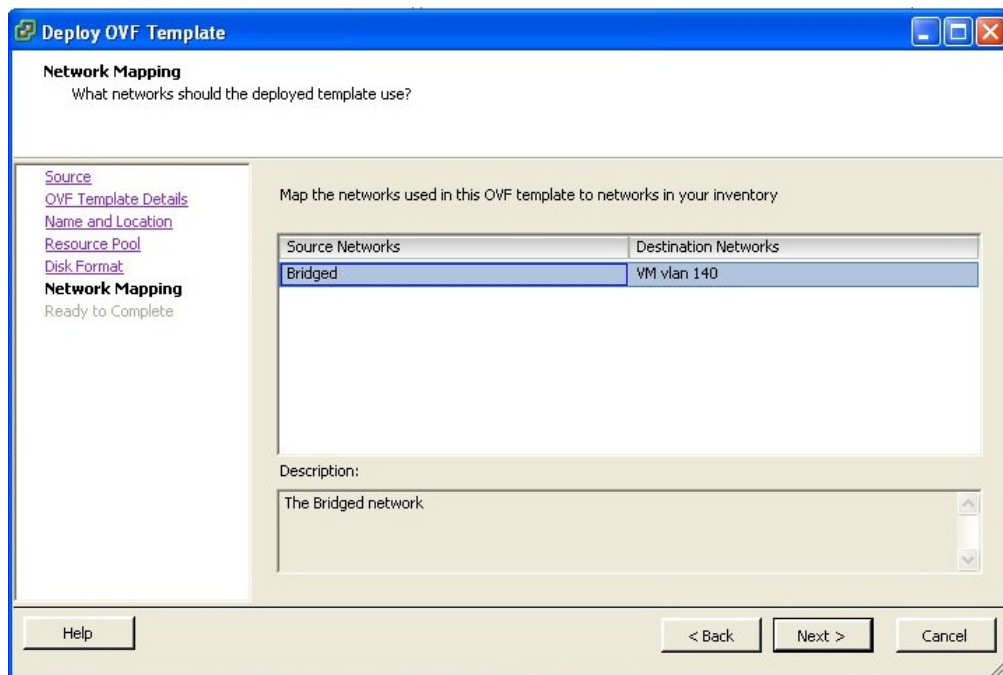 Deploy OVF Template
Network Mapping
What networks should the deployed template use?
Source
OVF Template Details
Name and Location
Resource Pool
Disk Format
Network Mapping
Ready to Complete
Map the networks used in this OVF template to networks in your inventory
Source Networks Destination Networks
Bridged VM vlan 140
Description:
The Bridged network
Help < Back Next > Cancel